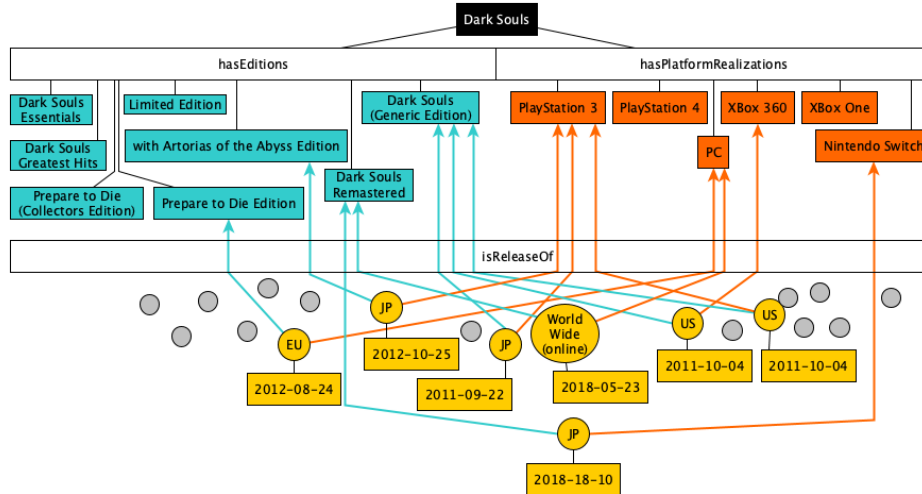 Dark Souls
hasEditions
hasPlatformRealizations
Dark Souls
Essentials
Limited Edition
Dark Souls
(Generic Edition)
PlayStation 3
PlayStation 4
XBox 360
XBox One
Dark Souls
Greatest Hits
with Artorias of the Abyss Edition
PC
Nintendo Switch
Prepare to Die
(Collectors Edition)
Prepare to Die Edition
Dark Souls
Remastered
isReleaseOf
EU
2012-08-24
JP
2012-10-25
JP
2011-09-22
World
Wide
(online)
2018-05-23
US
2011-10-04
US
2011-10-04
JP
2018-18-10